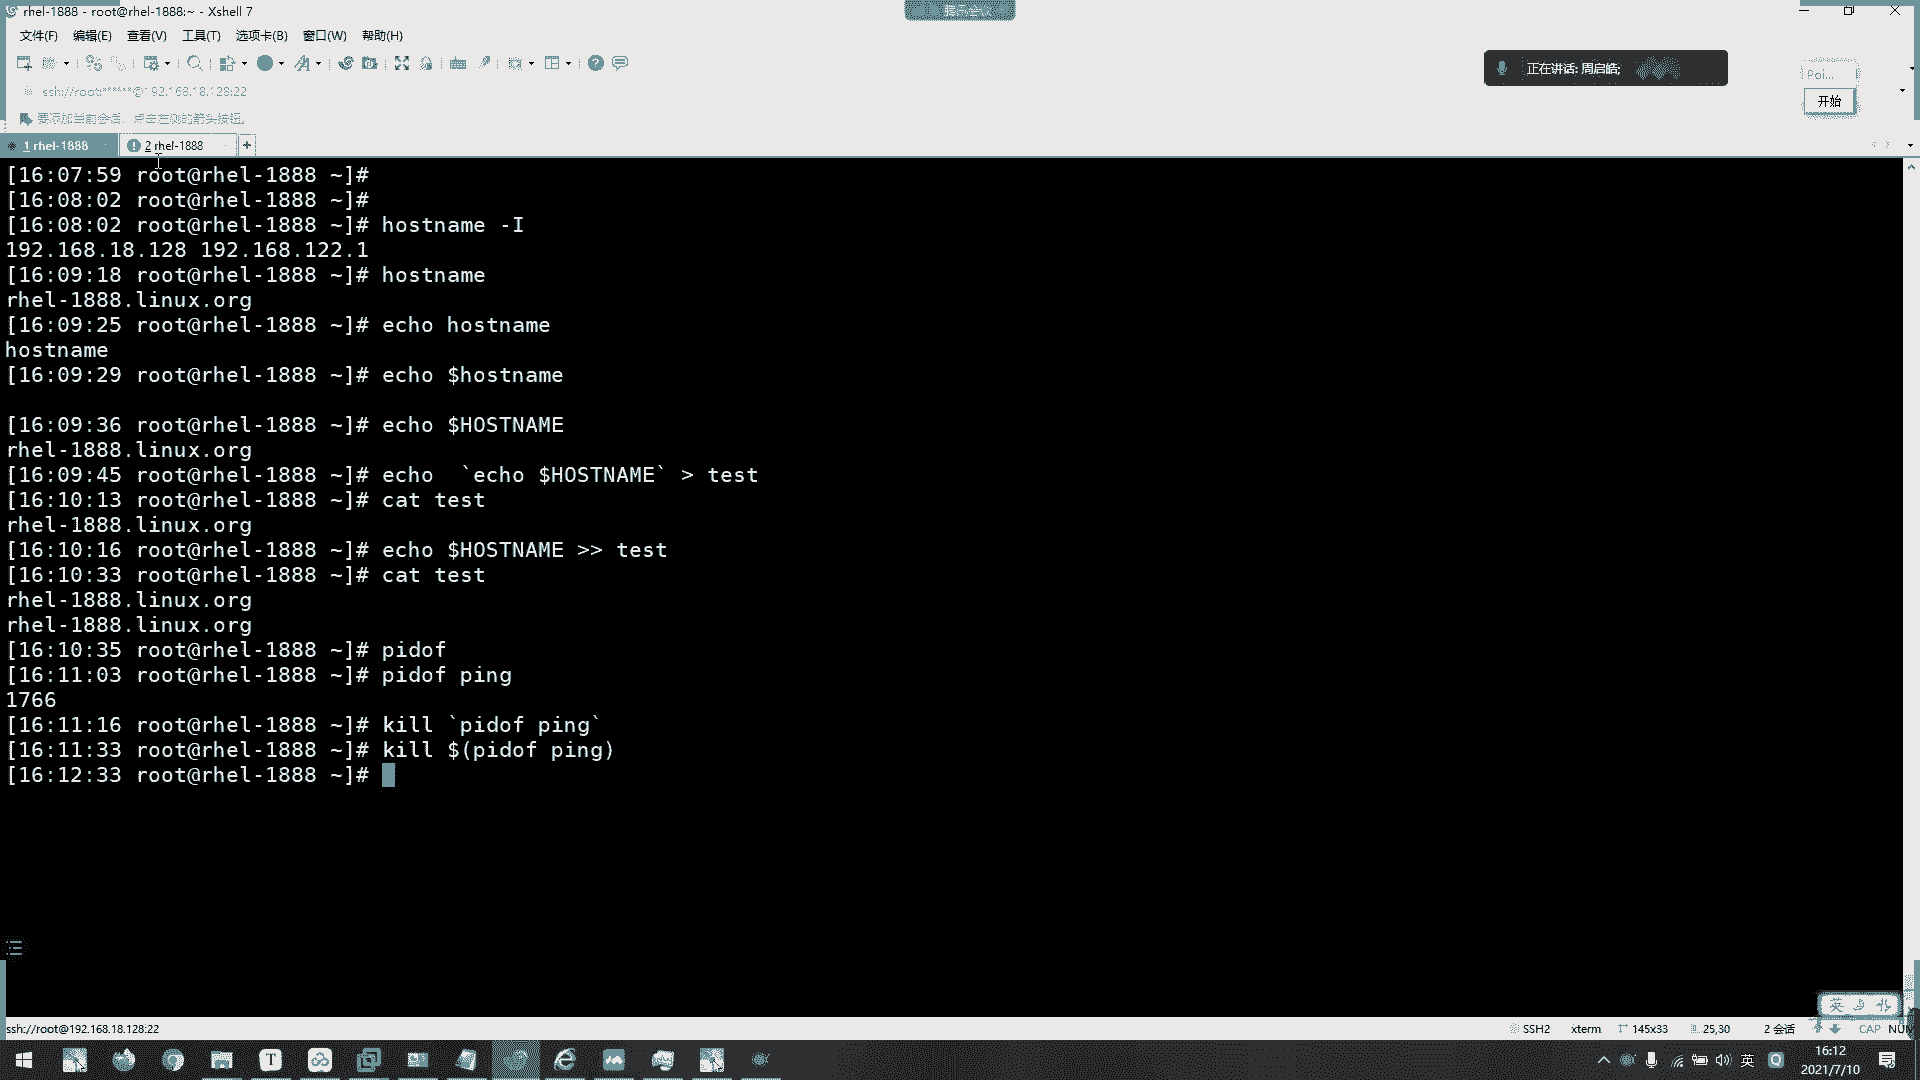 rhel-1888 - root@rhel-1888:~ - Xshell 7
腾讯会议
文件(F) 编辑(E) 查看(V) 工具(T) 选项卡(B) 窗口(W) 帮助(H)
正在讲话: 周启皓;
Poi...
开始
ssh://root:******@192.168.18.128:22
要添加当前会话，点击左侧的箭头按钮。
1 rhel-1888
2 rhel-1888
[16:07:59 root@rhel-1888 ~]#
[16:08:02 root@rhel-1888 ~]#
[16:08:02 root@rhel-1888 ~]# hostname -I
192.168.18.128 192.168.122.1
[16:09:18 root@rhel-1888 ~]# hostname
rhel-1888.linux.org
[16:09:25 root@rhel-1888 ~]# echo hostname
hostname
[16:09:29 root@rhel-1888 ~]# echo $hostname
[16:09:36 root@rhel-1888 ~]# echo $HOSTNAME
rhel-1888.linux.org
[16:09:45 root@rhel-1888 ~]# echo  `echo $HOSTNAME` > test
[16:10:13 root@rhel-1888 ~]# cat test
rhel-1888.linux.org
[16:10:16 root@rhel-1888 ~]# echo $HOSTNAME >> test
[16:10:33 root@rhel-1888 ~]# cat test
rhel-1888.linux.org
rhel-1888.linux.org
[16:10:35 root@rhel-1888 ~]# pidof
[16:11:03 root@rhel-1888 ~]# pidof ping
1766
[16:11:16 root@rhel-1888 ~]# kill `pidof ping`
[16:11:33 root@rhel-1888 ~]# kill $(pidof ping)
[16:12:33 root@rhel-1888 ~]#
英
ssh://root@192.168.18.128:22 SSH2 xterm 145x33 25,30 2 会话 CAP NUM
英
16:12
2021/7/10